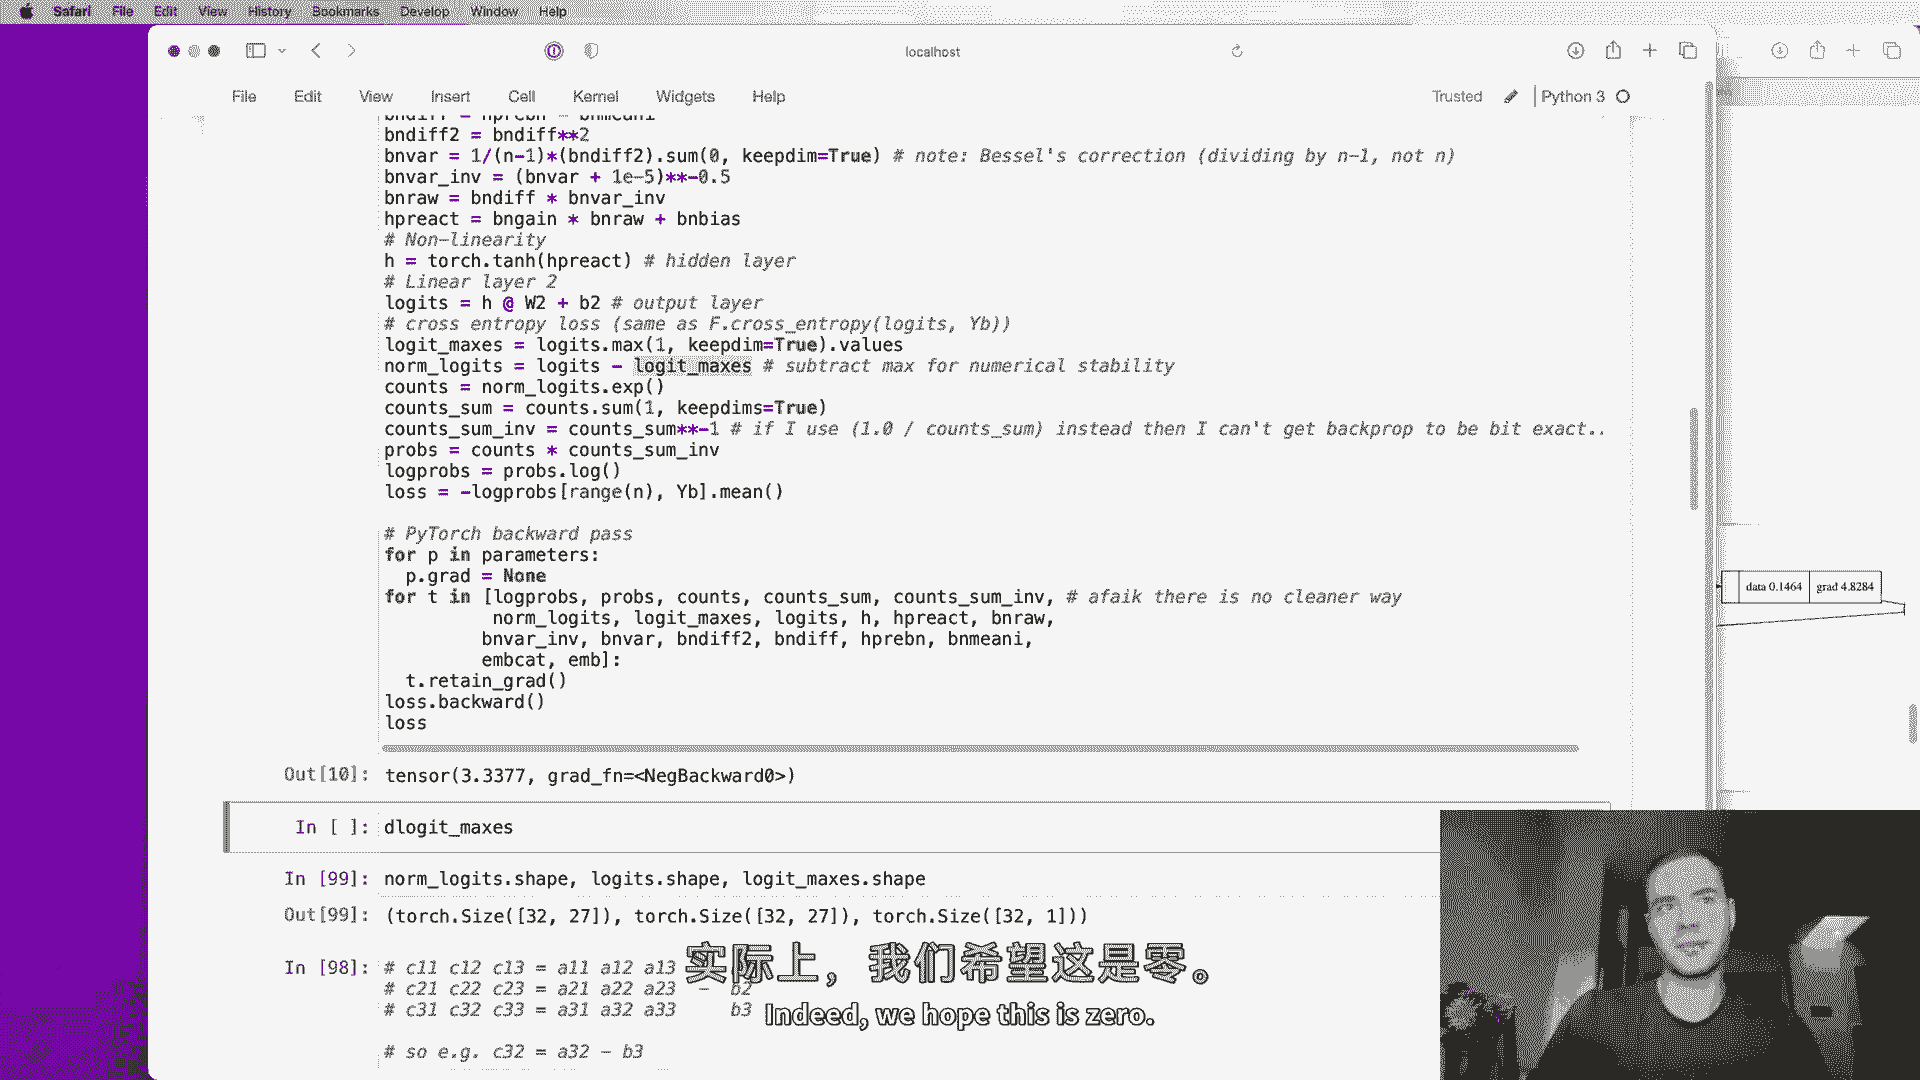 Safari File Edit View History Bookmarks Develop Window Help
localhost
File Edit View Insert Cell Kernel Widgets Help
Trusted Python 3
bndiff = hprebn - bnmeani
bndiff2 = bndiff**2
bnvar = 1/(n-1)*(bndiff2).sum(0, keepdim=True) # note: Bessel's correction (dividing by n-1, not n)
bnvar_inv = (bnvar + 1e-5)**-0.5
bnraw = bndiff * bnvar_inv
hpreact = bngain * bnraw + bnbias
# Non-linearity
h = torch.tanh(hpreact) # hidden layer
# Linear layer 2
logits = h @ W2 + b2 # output layer
# cross entropy loss (same as F.cross_entropy(logits, Yb))
logit_maxes = logits.max(1, keepdim=True).values
norm_logits = logits - logit_maxes # subtract max for numerical stability
counts = norm_logits.exp()
counts_sum = counts.sum(1, keepdims=True)
counts_sum_inv = counts_sum**-1 # if I use (1.0 / counts_sum) instead then I can't get backprop to be bit exact..
probs = counts * counts_sum_inv
logprobs = probs.log()
loss = -logprobs[range(n), Yb].mean()
# PyTorch backward pass
for p in parameters:
p.grad = None
for t in [logprobs, probs, counts, counts_sum, counts_sum_inv, # afaik there is no cleaner way
norm_logits, logit_maxes, logits, h, hpreact, bnraw,
bnvar_inv, bnvar, bndiff2, bndiff, hprebn, bnmeani,
embcat, emb]:
t.retain_grad()
loss.backward()
loss
Out[10]: tensor(3.3377, grad_fn=<NegBackward0>)
In [ ]: dlogit_maxes
In [99]: norm_logits.shape, logits.shape, logit_maxes.shape
Out[99]: (torch.Size([32, 27]), torch.Size([32, 27]), torch.Size([32, 1]))
In [98]: # c11 c12 c13 = a11 a12 a13
# c21 c22 c23 = a21 a22 a23 - b2
# c31 c32 c33 = a31 a32 a33 b3
# so e.g. c32 = a32 - b3
data 0.1464 grad 4.8284
实际上，我们希望这是零。
Indeed, we hope this is zero.